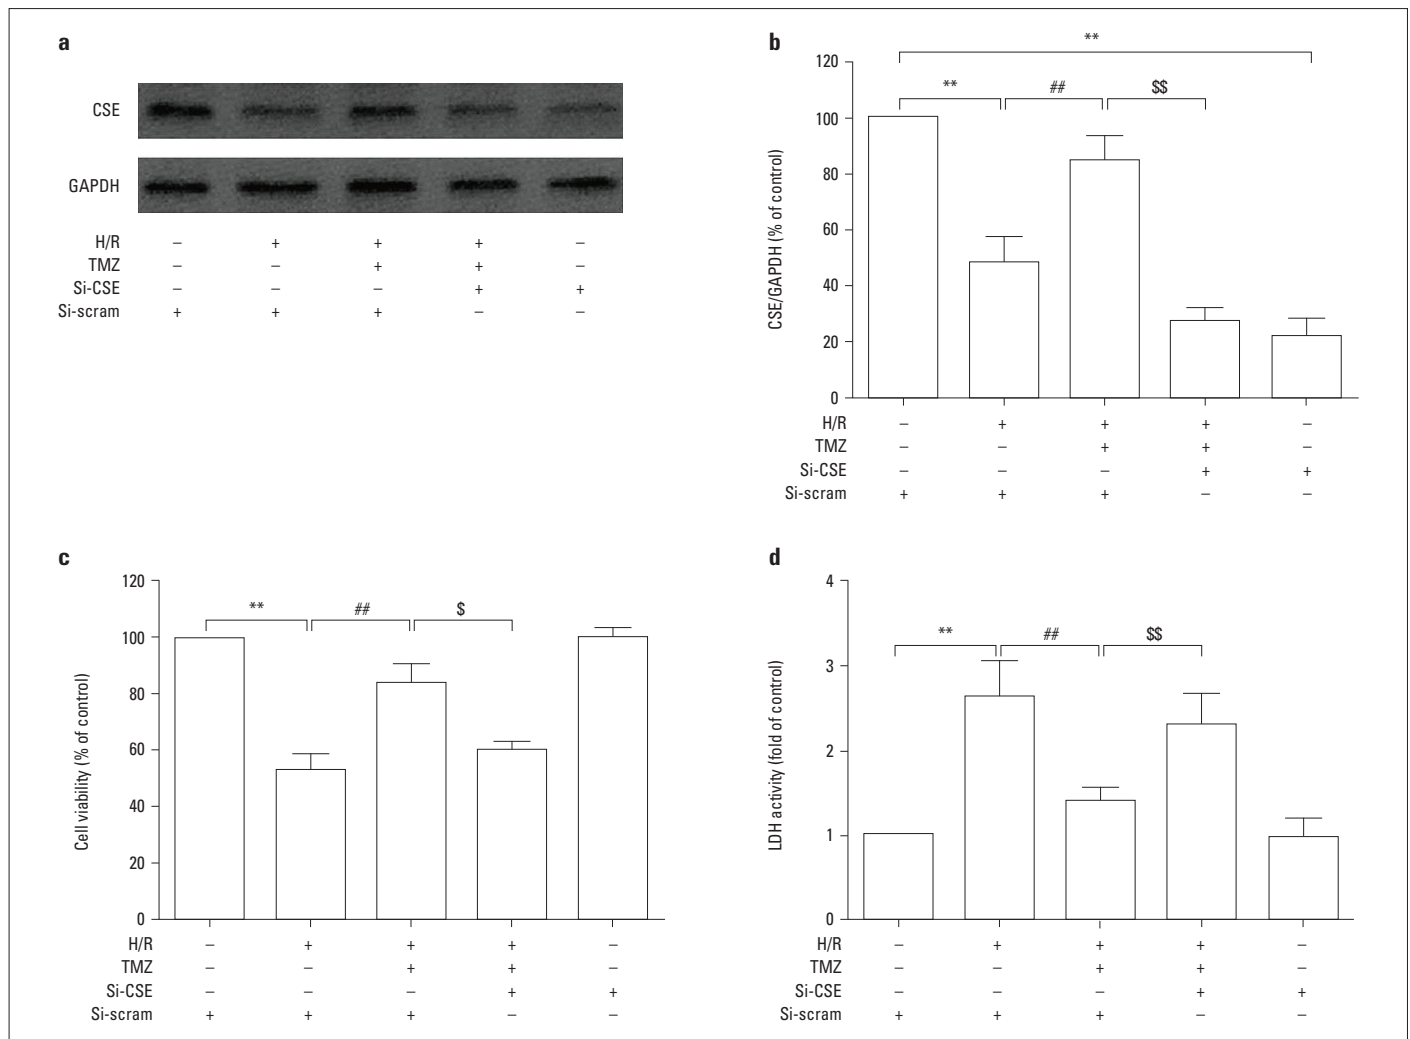 a
CSE
GAPDH
H/R – + + + –
TMZ – – + + –
Si-CSE – – – + +
Si-scram + + + – –
b
CSE/GAPDH (% of control)
120
100
80
60
40
20
0
**
** ## $$
H/R – + + + –
TMZ – – + + –
Si-CSE – – – + +
Si-scram + + + – –
c
Cell viability (% of control)
120
100
80
60
40
20
0
** ## $
H/R – + + + –
TMZ – – + + –
Si-CSE – – – + +
Si-scram + + + – –
d
LDH activity (fold of control)
4
3
2
1
0
** ## $$
H/R – + + + –
TMZ – – + + –
Si-CSE – – – + +
Si-scram + + + – –